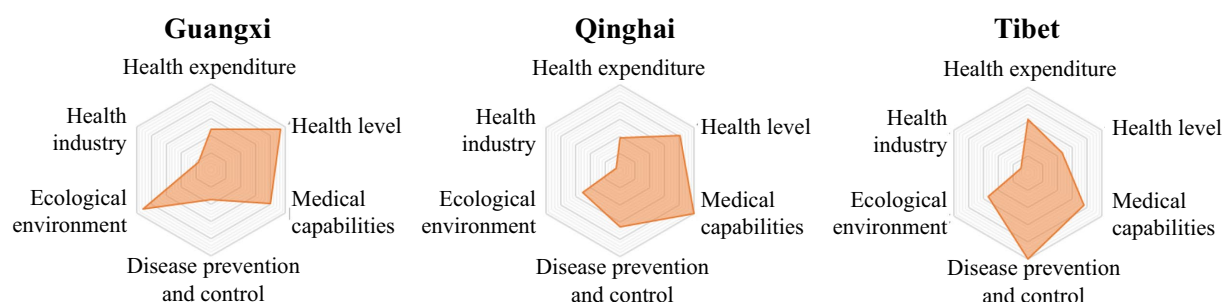 Guangxi
Health expenditure
Health
industry
Health level
Ecological
environment
Medical
capabilities
Disease prevention
and control
Qinghai
Health expenditure
Health
industry
Health level
Ecological
environment
Medical
capabilities
Disease prevention
and control
Tibet
Health expenditure
Health
industry
Health level
Ecological
environment
Medical
capabilities
Disease prevention
and control